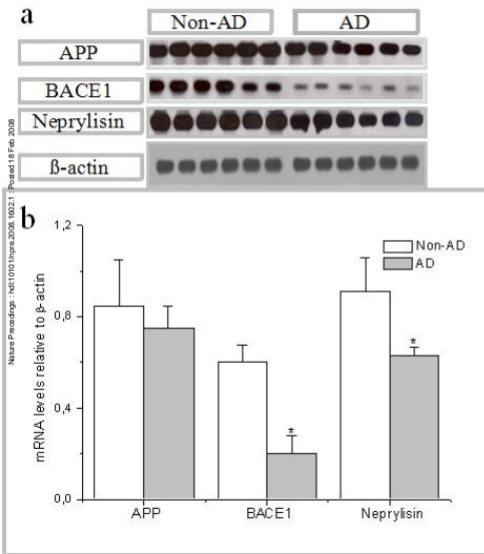 a
Non-AD AD
APP
BACE1
Neprylisin
β-actin
Nature Precedings : hdl:10101/npre.2008.1602.1 : Posted 18 Feb 2008
b
1,2
0,8
0,4
0,0
mRNA levels relative to β-actin
Non-AD
AD
*
*
APP BACE1 Neprylisin